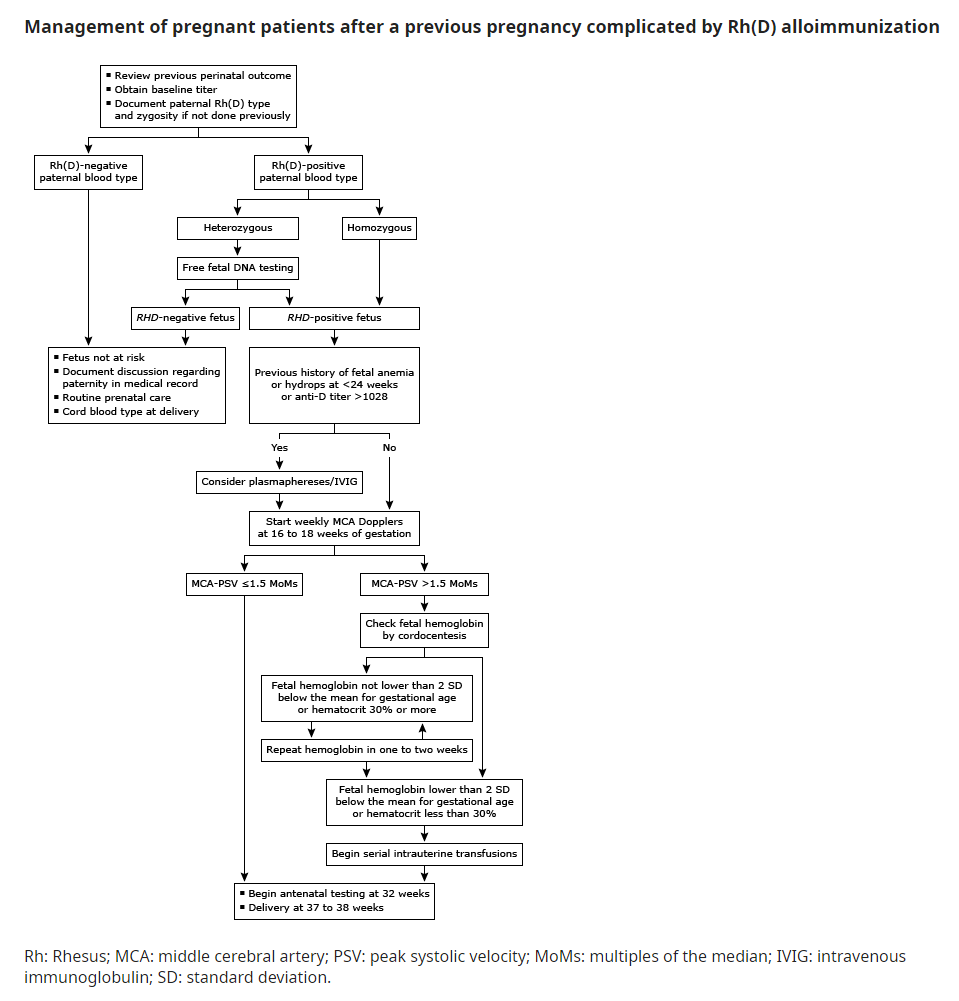 Management of pregnant patients after a previous pregnancy complicated by Rh(D) alloimmunization
▪ Review previous perinatal outcome
▪ Obtain baseline titer
▪ Document paternal Rh(D) type
and zygosity if not done previously
Rh(D)-negative
paternal blood type
Rh(D)-positive
paternal blood type
Heterozygous
Homozygous
Free fetal DNA testing
RHD-negative fetus
RHD-positive fetus
▪ Fetus not at risk
▪ Document discussion regarding
paternity in medical record
▪ Routine prenatal care
▪ Cord blood type at delivery
Previous history of fetal anemia
or hydrops at <24 weeks
or anti-D titer >1028
Yes
No
Consider plasmaphereses/IVIG
Start weekly MCA Dopplers
at 16 to 18 weeks of gestation
MCA-PSV ≤1.5 MoMs
MCA-PSV >1.5 MoMs
Check fetal hemoglobin
by cordocentesis
Fetal hemoglobin not lower than 2 SD
below the mean for gestational age
or hematocrit 30% or more
Repeat hemoglobin in one to two weeks
Fetal hemoglobin lower than 2 SD
below the mean for gestational age
or hematocrit less than 30%
Begin serial intrauterine transfusions
▪ Begin antenatal testing at 32 weeks
▪ Delivery at 37 to 38 weeks
Rh: Rhesus; MCA: middle cerebral artery; PSV: peak systolic velocity; MoMs: multiples of the median; IVIG: intravenous
immunoglobulin; SD: standard deviation.